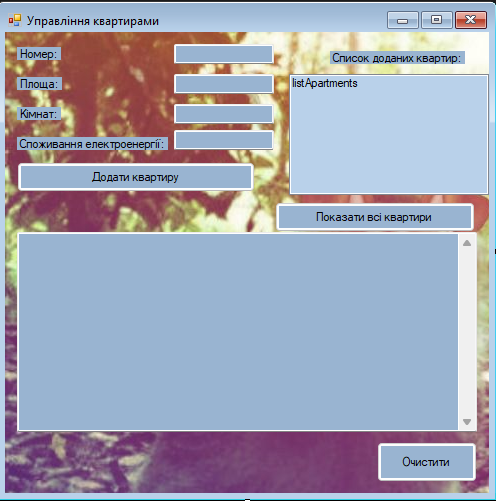 Управління квартирами
Номер:
Список доданих квартир:
Площа:
listApartments
Кімнат:
Споживання електроенергії:
Додати квартиру
Показати всі квартири
Очистити